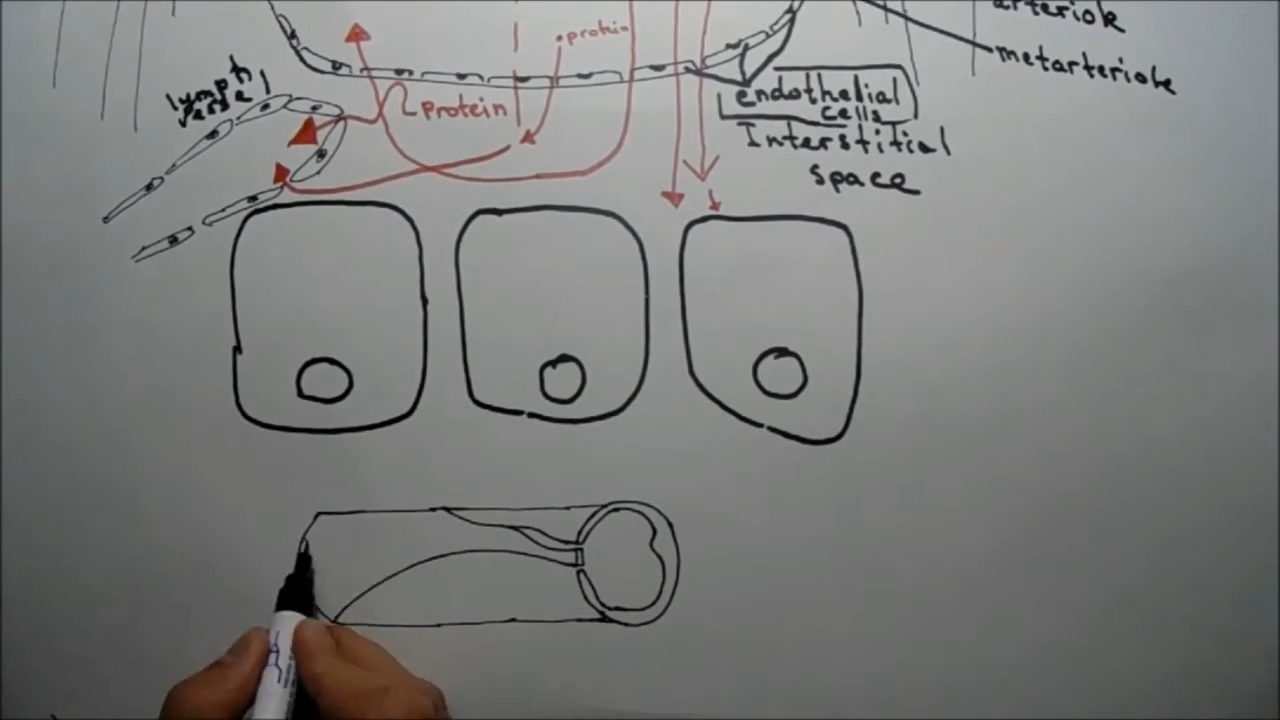 arteriole
metarteriole
.protein
lymph
vessel
protein
endothelial
cells
Interstitial
space